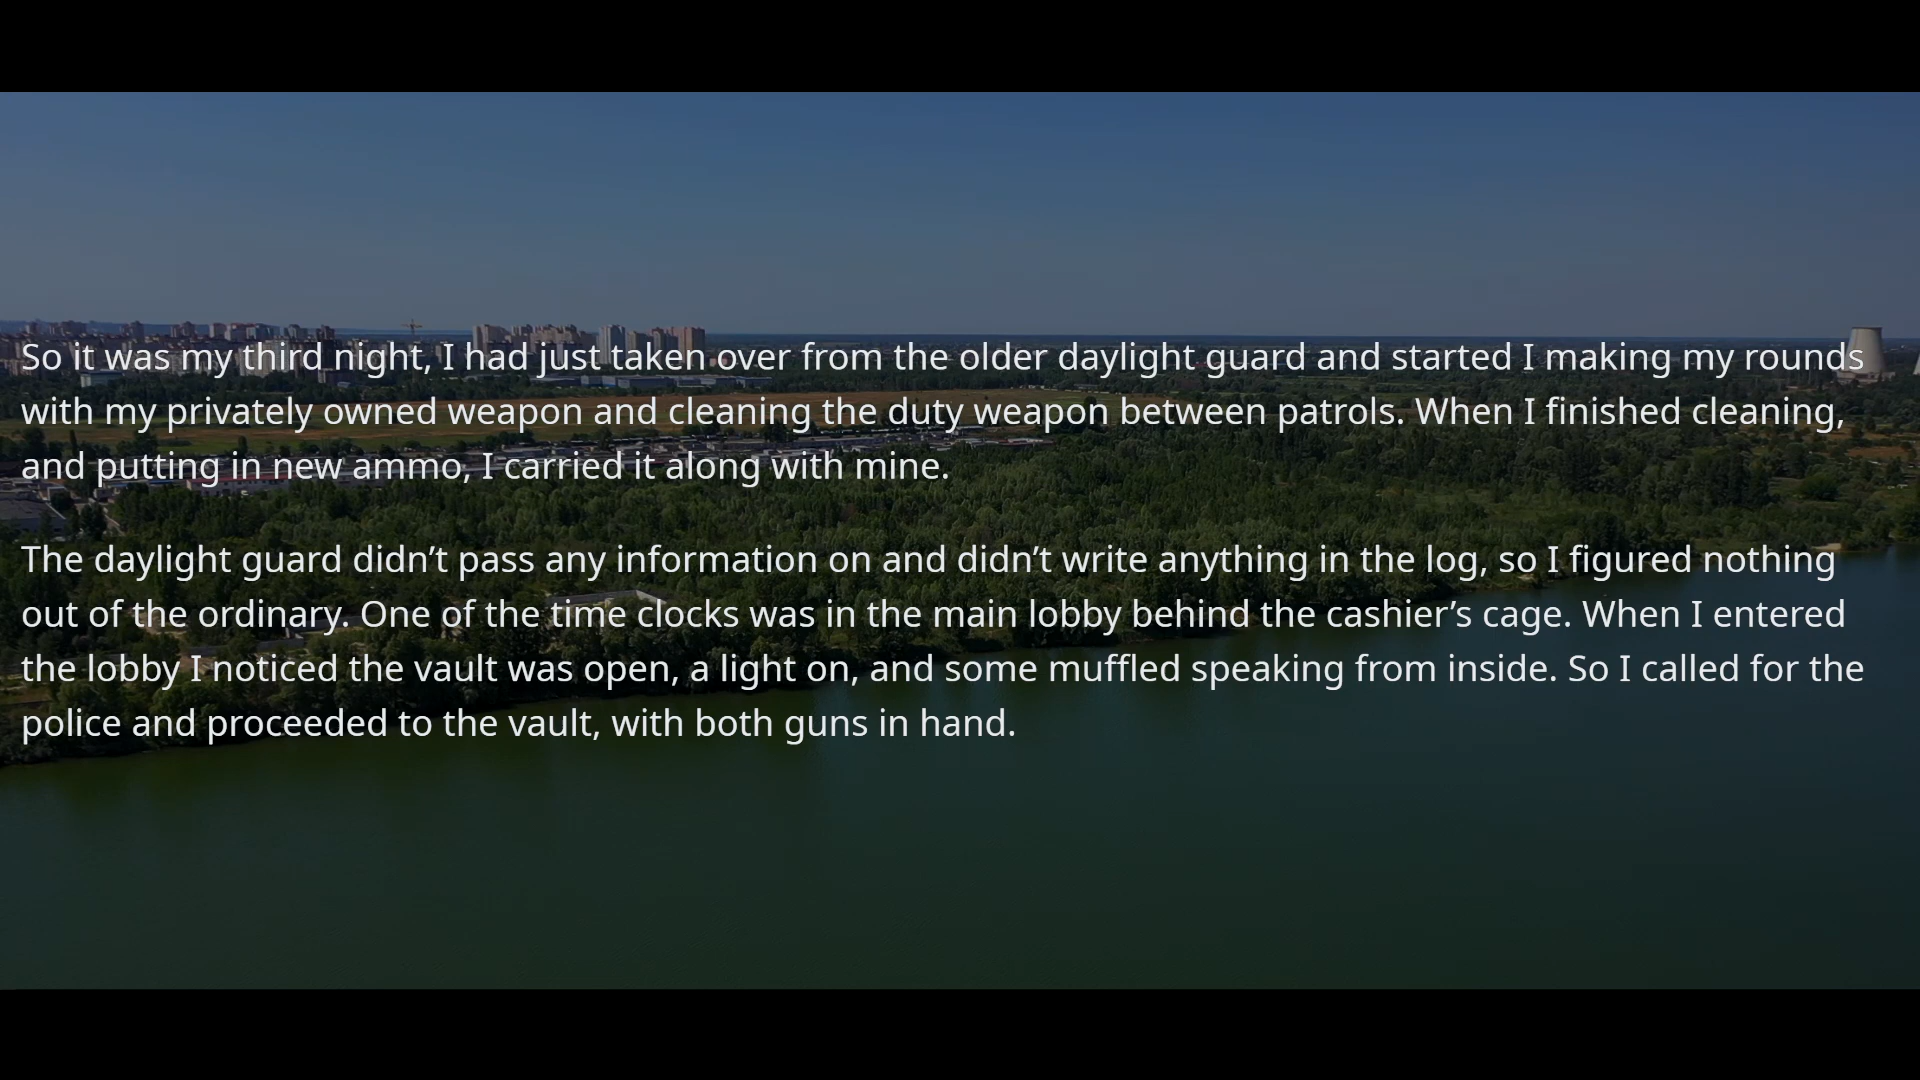 So it was my third night, I had just taken over from the older daylight guard and started I making my rounds
with my privately owned weapon and cleaning the duty weapon between patrols. When I finished cleaning,
and putting in new ammo, I carried it along with mine.
The daylight guard didn’t pass any information on and didn’t write anything in the log, so I figured nothing
out of the ordinary. One of the time clocks was in the main lobby behind the cashier’s cage. When I entered
the lobby I noticed the vault was open, a light on, and some muffled speaking from inside. So I called for the
police and proceeded to the vault, with both guns in hand.